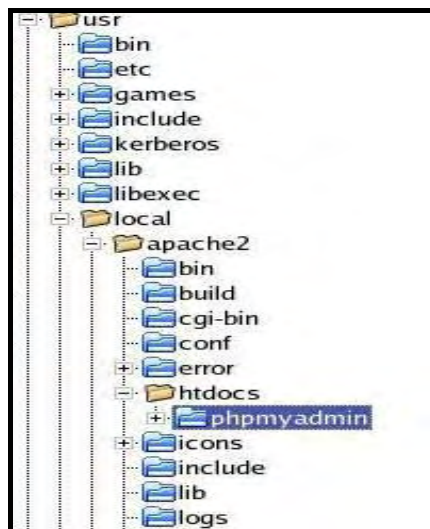 usr
bin
etc
games
include
kerberos
lib
libexec
local
apache2
bin
build
cgi-bin
conf
error
htdocs
phpmyadmin
icons
include
lib
logs